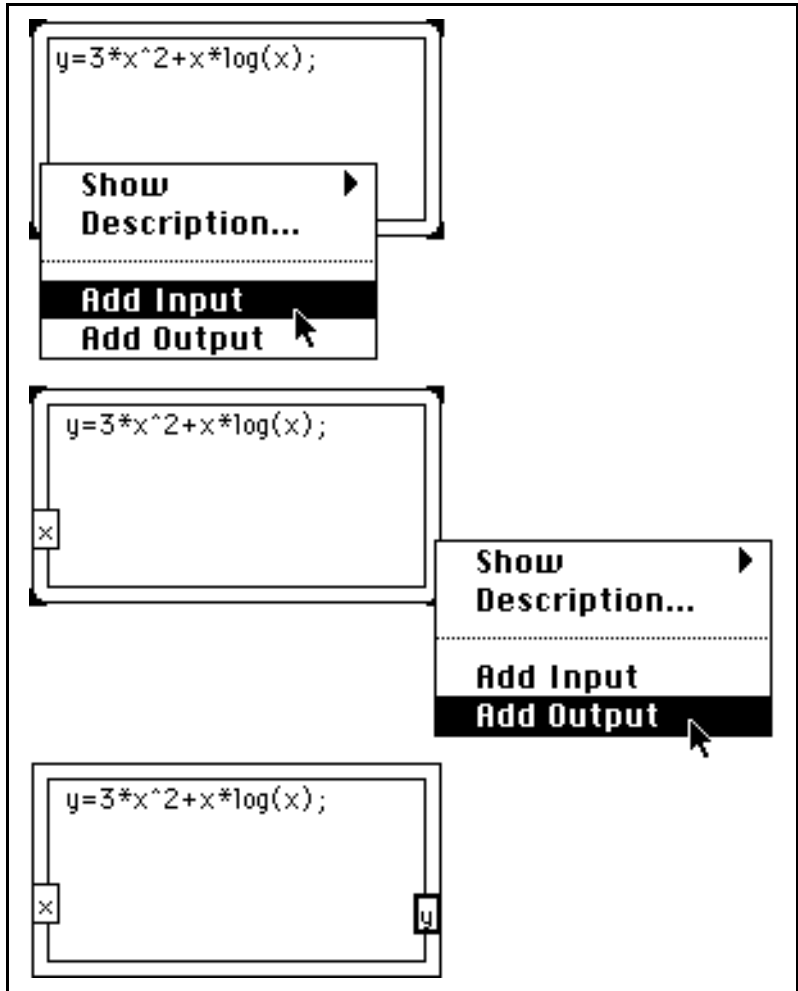 y=3*x^2+x*log(x);
Show
Description...
Add Input
Add Output
y=3*x^2+x*log(x);
x
Show
Description...
Add Input
Add Output
y=3*x^2+x*log(x);
x
y